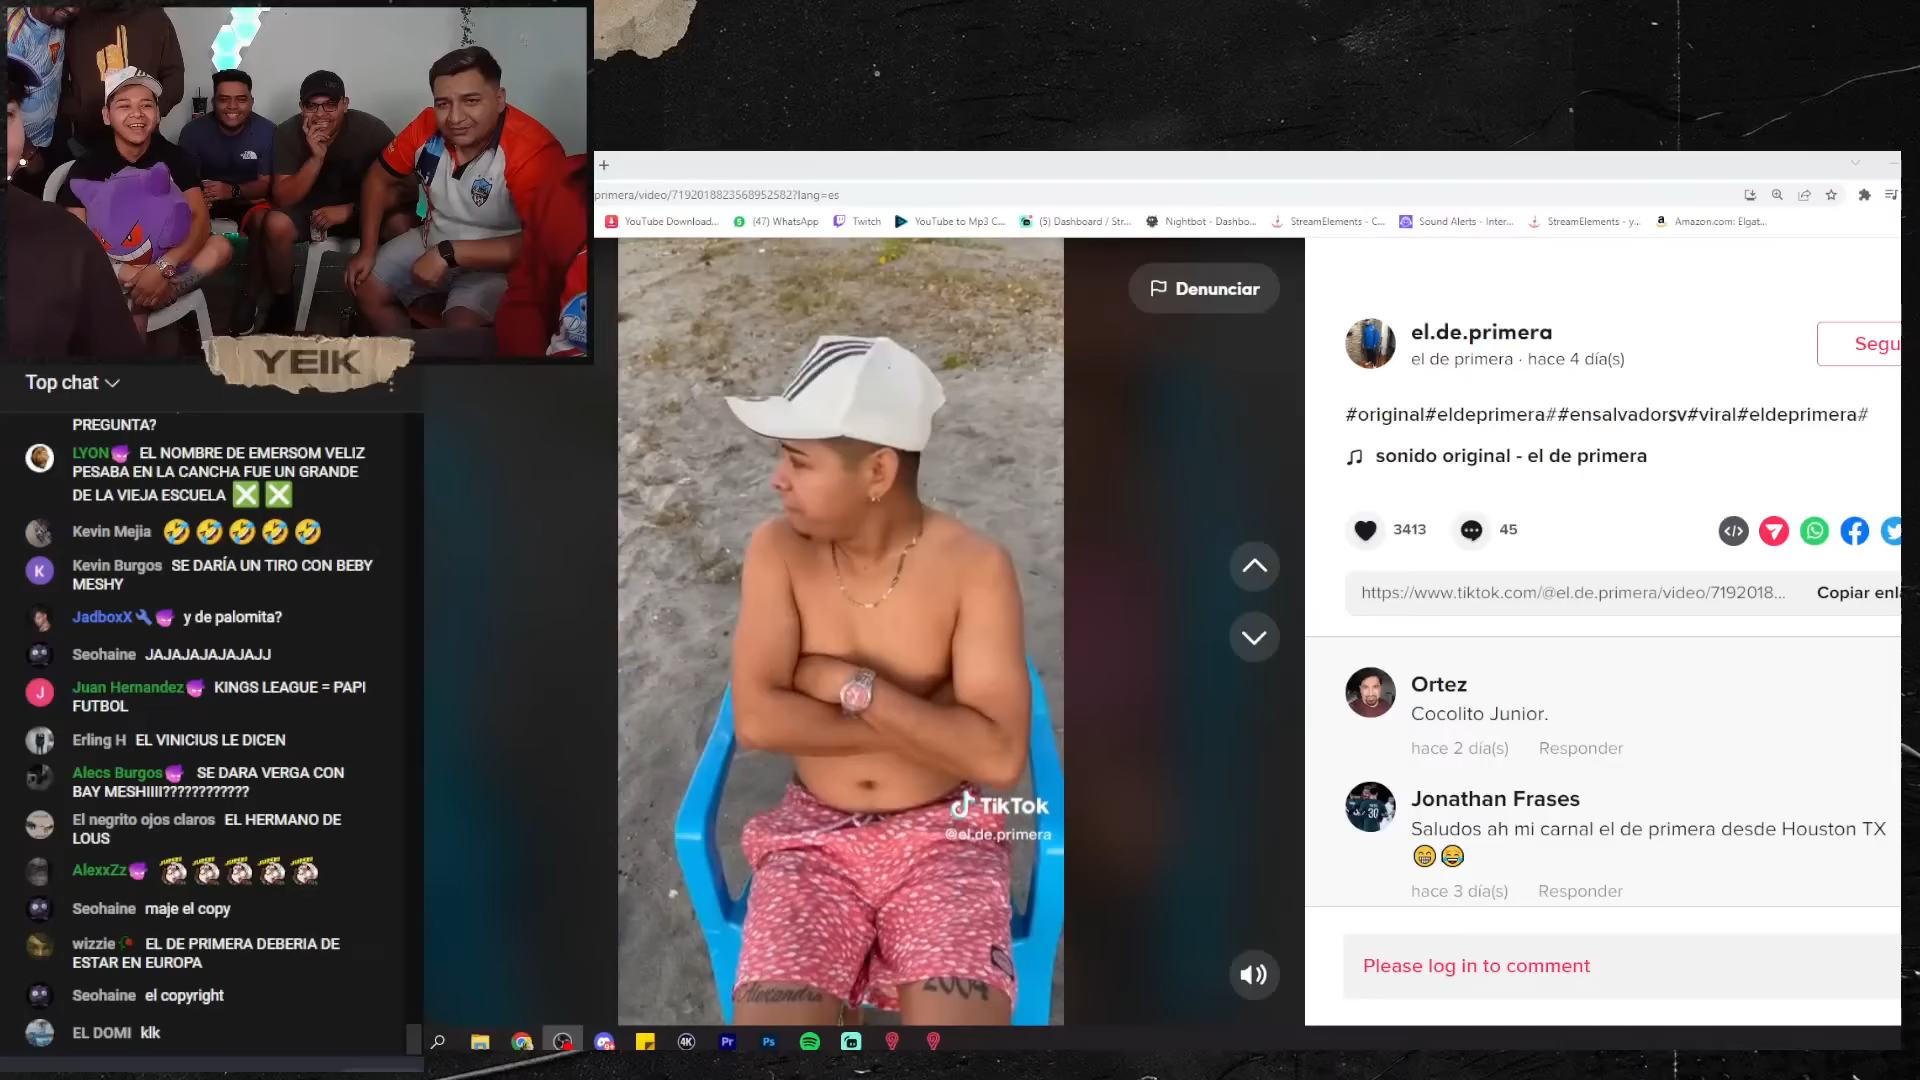 YEIK
Top chat
PREGUNTA?
LYON EL NOMBRE DE EMERSOM VELIZ
PESABA EN LA CANCHA FUE UN GRANDE
DE LA VIEJA ESCUELA
Kevin Mejia
K
Kevin Burgos SE DARÍA UN TIRO CON BEBY
MESHY
JadboxX y de palomita?
Seohaine JAJAJAJAJAJAJJ
J
Juan Hernandez KINGS LEAGUE = PAPI
FUTBOL
Erling H EL VINICIUS LE DICEN
Alecs Burgos SE DARA VERGA CON
BAY MESHIIII????????????
El negrito ojos claros EL HERMANO DE
LOUS
AlexxZz
Seohaine maje el copy
wizzie EL DE PRIMERA DEBERIA DE
ESTAR EN EUROPA
Seohaine el copyright
EL DOMI klk
primera/video/7192018823568952582?lang=es
YouTube Download... (47) WhatsApp Twitch YouTube to Mp3 C... (5) Dashboard / Str... Nightbot - Dashbo... StreamElements - C... Sound Alerts - Inter... StreamElements - y... Amazon.com: Elgat...
Denunciar
TikTok
@el.de.primera
Alexandra
2004
el.de.primera
el de primera · hace 4 día(s)
Segu
#original#eldeprimera##ensalvadorsv#viral#eldeprimera#
sonido original - el de primera
3413
45
https://www.tiktok.com/@el.de.primera/video/7192018... Copiar enla
Ortez
Cocolito Junior.
hace 2 día(s) Responder
Jonathan Frases
Saludos ah mi carnal el de primera desde Houston TX
hace 3 día(s) Responder
Please log in to comment
4K
Pr
Ps